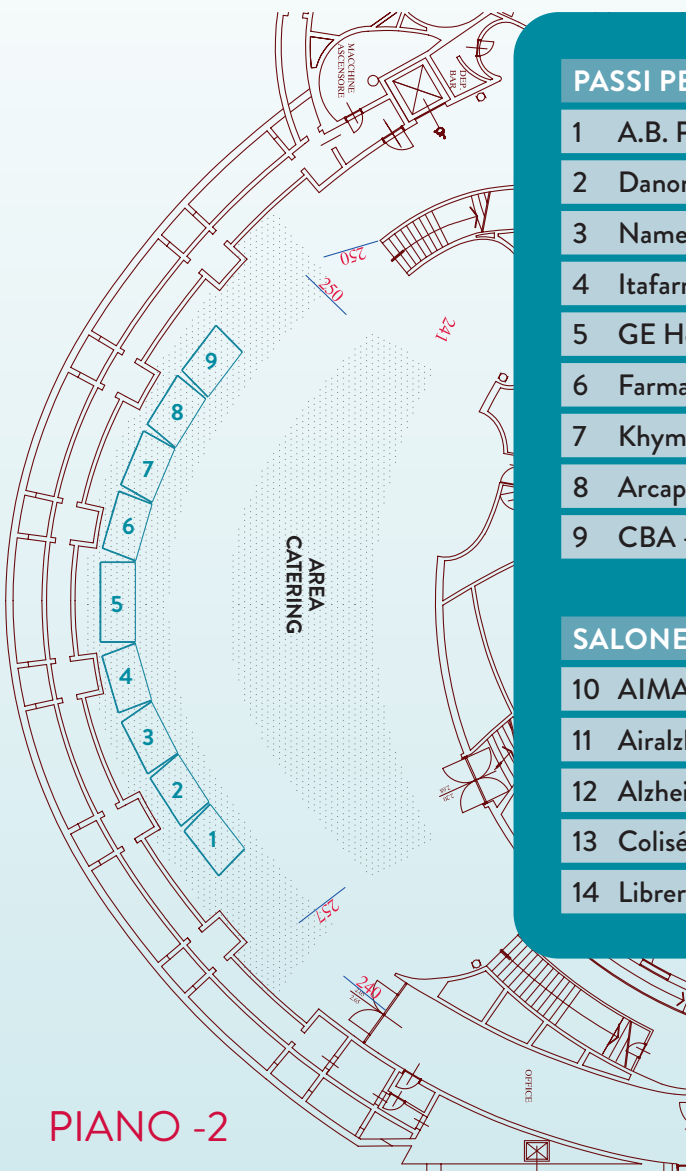 MACCHINE
ASCENSORE
DEP.
BAR
250
250
241
9
8
7
6
5
4
3
2
1
AREA
CATERING
257
240
OFFICE
PIANO -2
PASSI PE
1 A.B. P
2 Danor
3 Name
4 Itafarr
5 GE H
6 Farma
7 Khym
8 Arcap
9 CBA -
SALONE
10 AIMA
11 Airalzh
12 Alzhei
13 Colisé
14 Librer